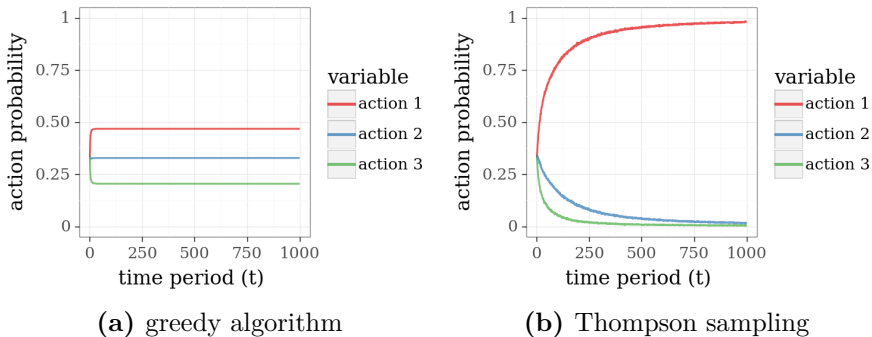 action probability
1
0.75
0.50
0.25
0
0 250 500 750 1000
time period (t)
variable
action 1
action 2
action 3
(a) greedy algorithm
action probability
1
0.75
0.50
0.25
0
0 250 500 750 1000
time period (t)
variable
action 1
action 2
action 3
(b) Thompson sampling